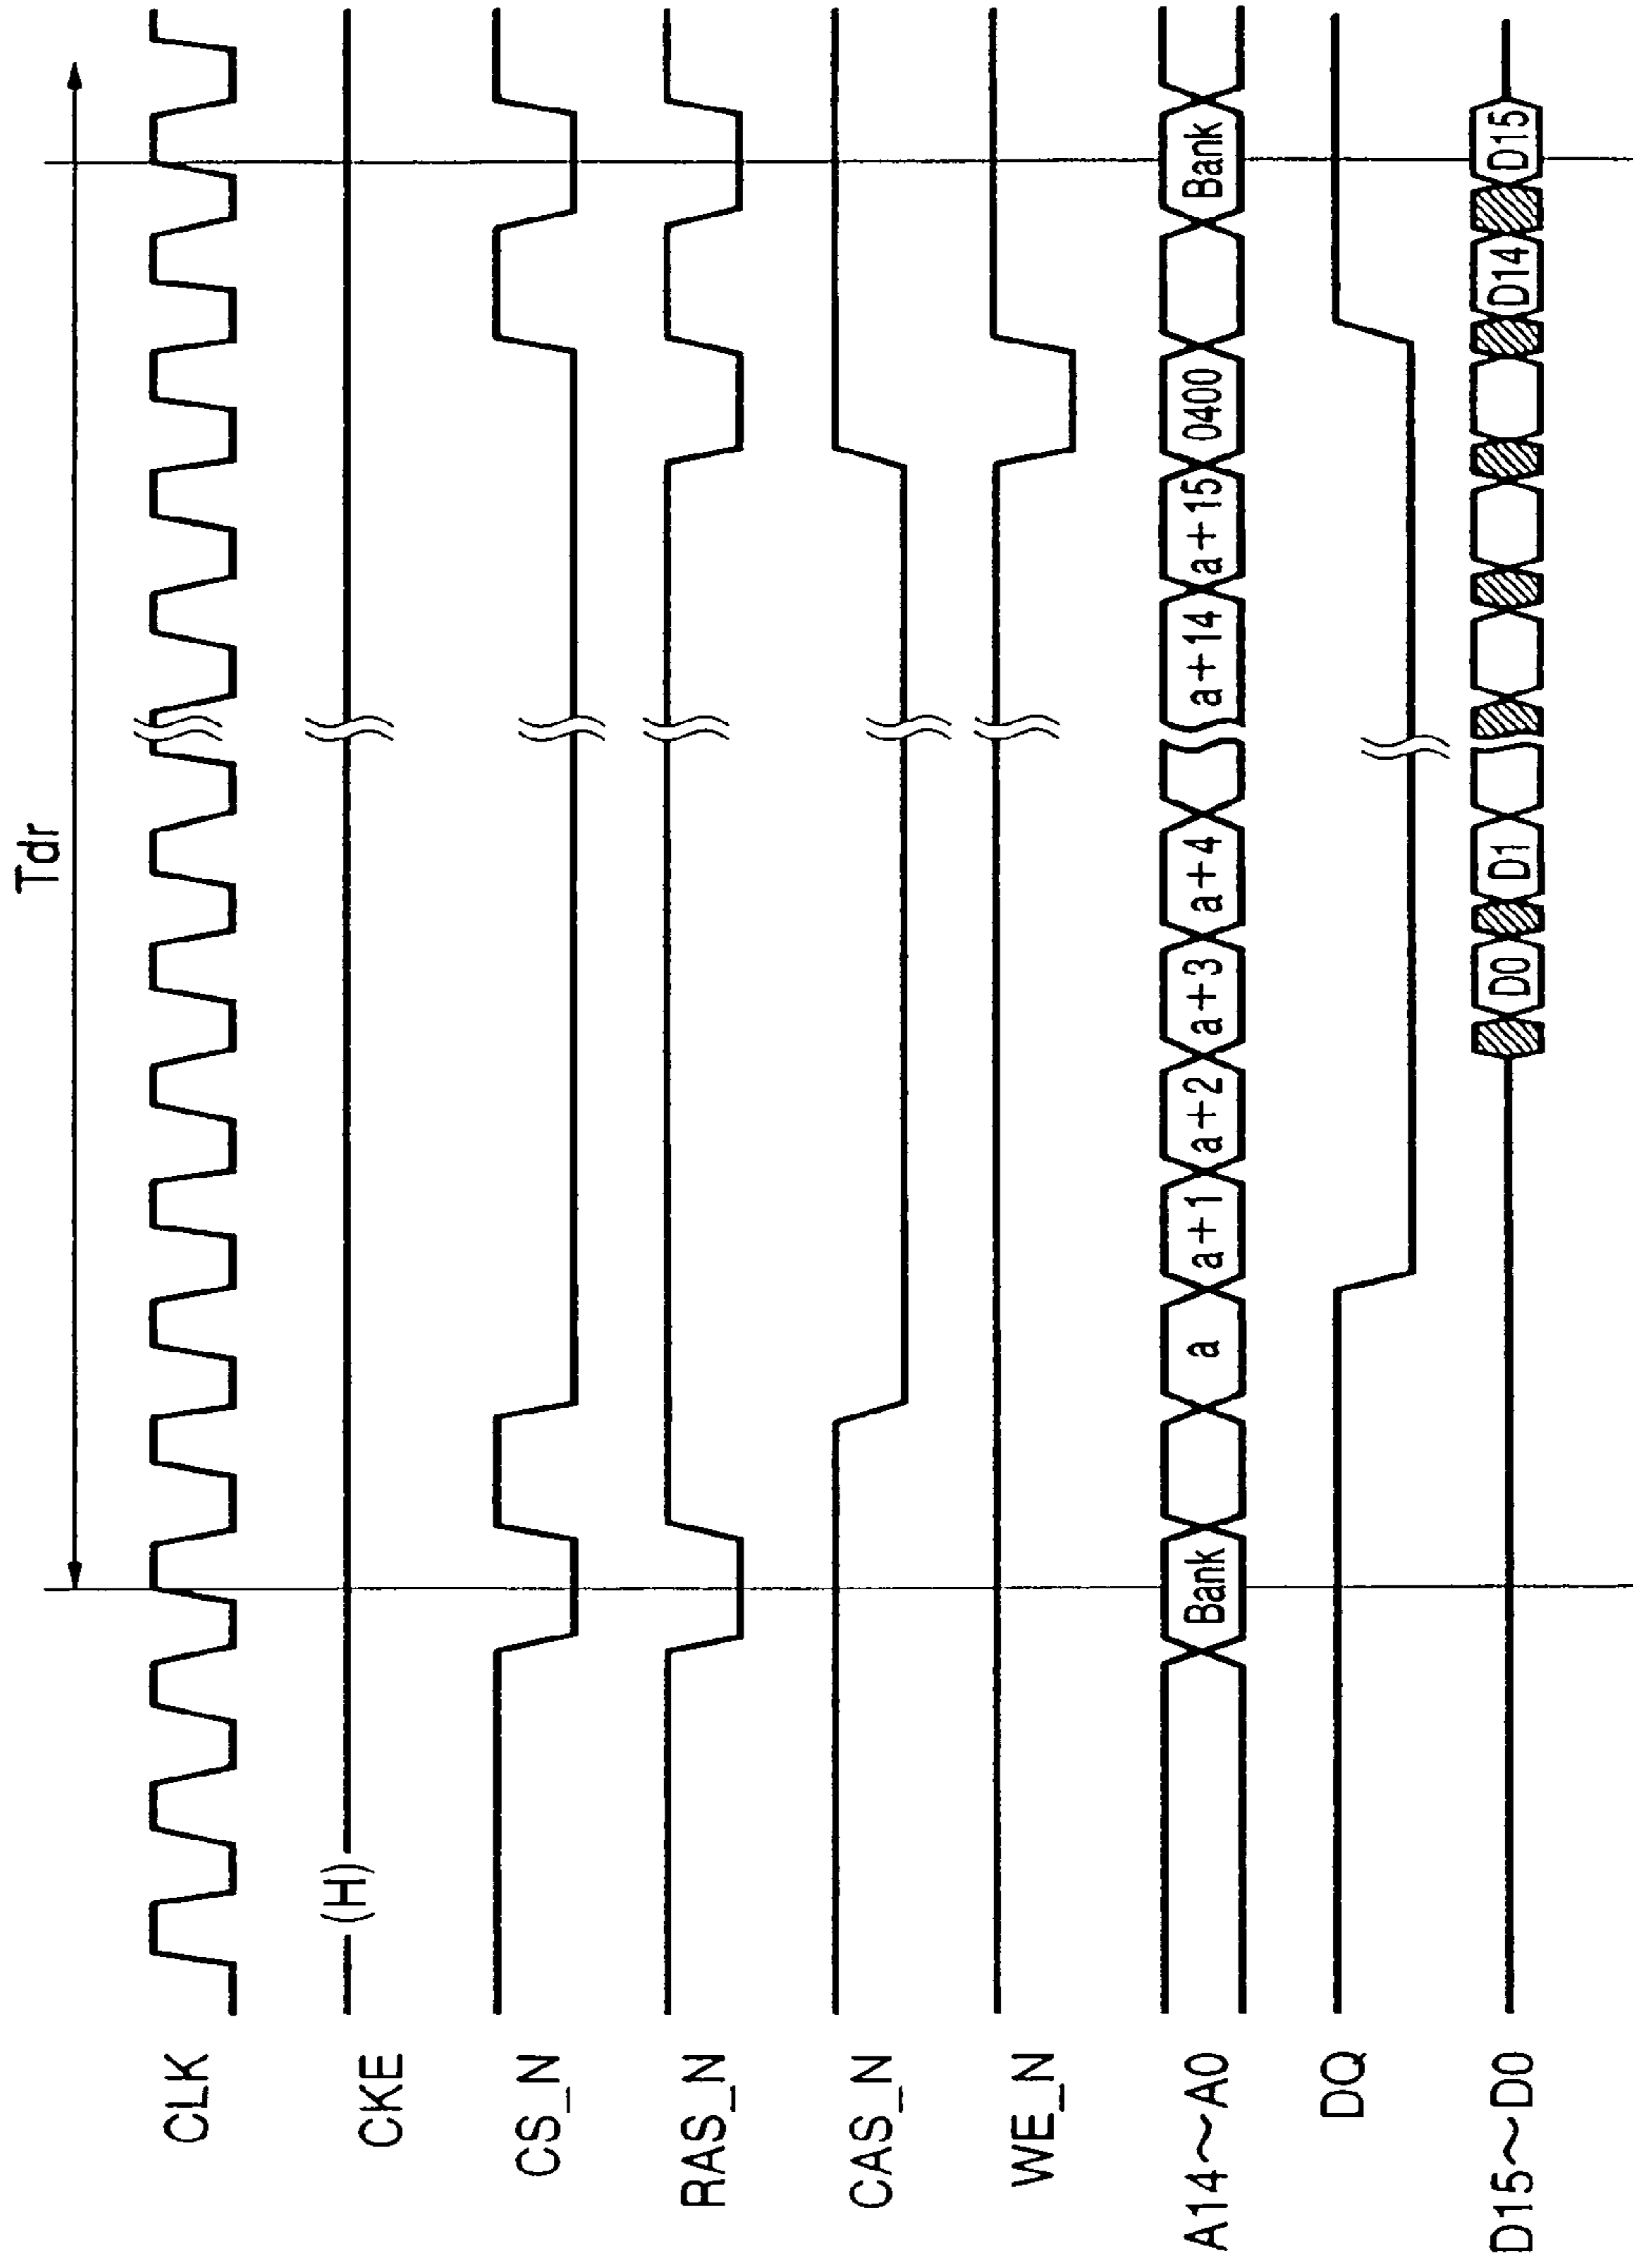 Tdr
CLK
CKE (H)
CS_N
RAS_N
CAS_N
WE_N
A14～A0 Bank a a+1 a+2 a+3 a+4 a+14 a+15 0400 Bank
DQ
D15～D0 D0 D1 D14 D15